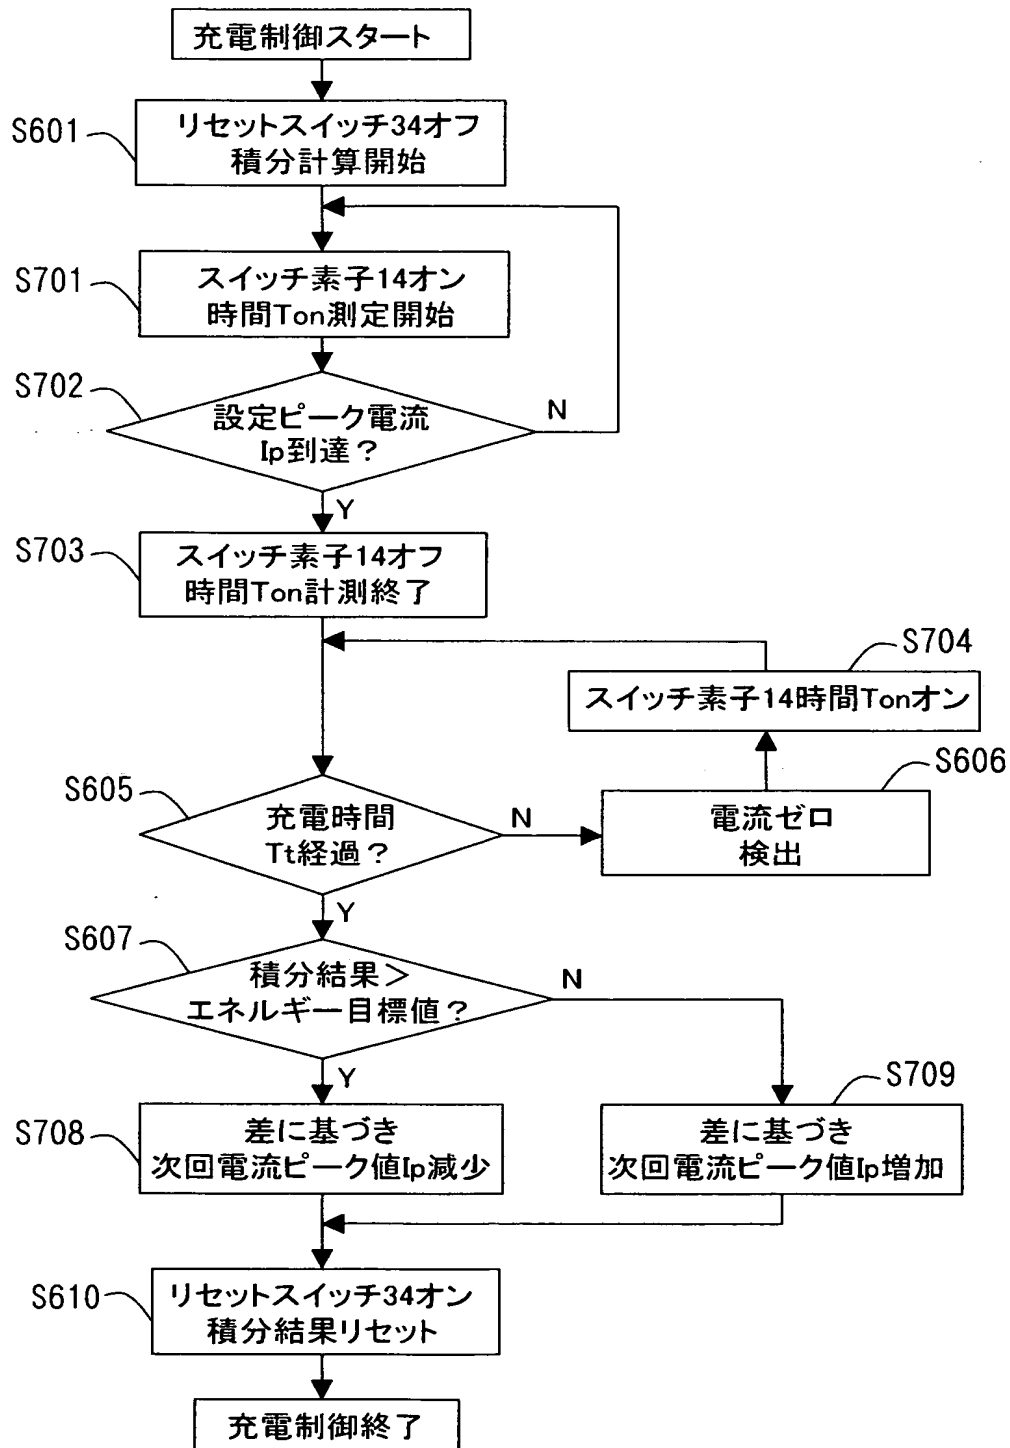 充電制御スタート
S601
リセットスイッチ34オフ
積分計算開始
S701
スイッチ素子14オン
時間Ton測定開始
S702
設定ピーク電流
Ip到達？
N
Y
S703
スイッチ素子14オフ
時間Ton計測終了
S704
スイッチ素子14時間Tonオン
S605
充電時間
Tt経過？
N
S606
電流ゼロ
検出
Y
S607
積分結果＞
エネルギー目標値？
N
Y
S708
差に基づき
次回電流ピーク値Ip減少
S709
差に基づき
次回電流ピーク値Ip増加
S610
リセットスイッチ34オン
積分結果リセット
充電制御終了